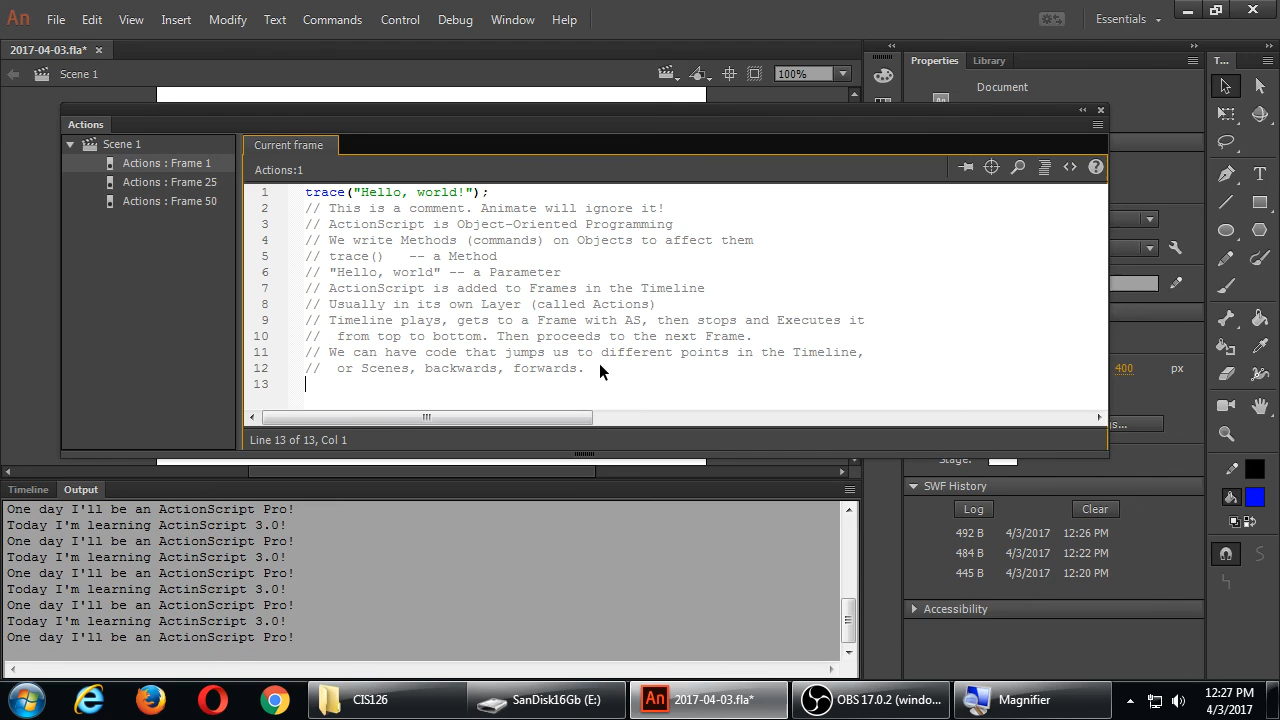 An File Edit View Insert Modify Text Commands Control Debug Window Help Essentials
2017-04-03.fla* ×
Scene 1 100%
Properties Library T...
Document
Actions
Scene 1
Actions : Frame 1
Actions : Frame 25
Actions : Frame 50
Current frame
Actions:1
1 trace("Hello, world!");
2 // This is a comment. Animate will ignore it!
3 // ActionScript is Object-Oriented Programming
4 // We write Methods (commands) on Objects to affect them
5 // trace()   -- a Method
6 // "Hello, world" -- a Parameter
7 // ActionScript is added to Frames in the Timeline
8 // Usually in its own Layer (called Actions)
9 // Timeline plays, gets to a Frame with AS, then stops and Executes it
10 //  from top to bottom. Then proceeds to the next Frame.
11 // We can have code that jumps us to different points in the Timeline,
12 //  or Scenes, backwards, forwards.
13
Line 13 of 13, Col 1
400 px
s...
Stage:
SWF History
Log Clear
492 B 4/3/2017 12:26 PM
484 B 4/3/2017 12:22 PM
445 B 4/3/2017 12:20 PM
Accessibility
Timeline Output
One day I'll be an ActionScript Pro!
Today I'm learning ActinScript 3.0!
One day I'll be an ActionScript Pro!
Today I'm learning ActinScript 3.0!
One day I'll be an ActionScript Pro!
Today I'm learning ActinScript 3.0!
One day I'll be an ActionScript Pro!
Today I'm learning ActinScript 3.0!
One day I'll be an ActionScript Pro!
CIS126 SanDisk16Gb (E:) An 2017-04-03.fla* OBS 17.0.2 (windo... Magnifier 12:27 PM
4/3/2017